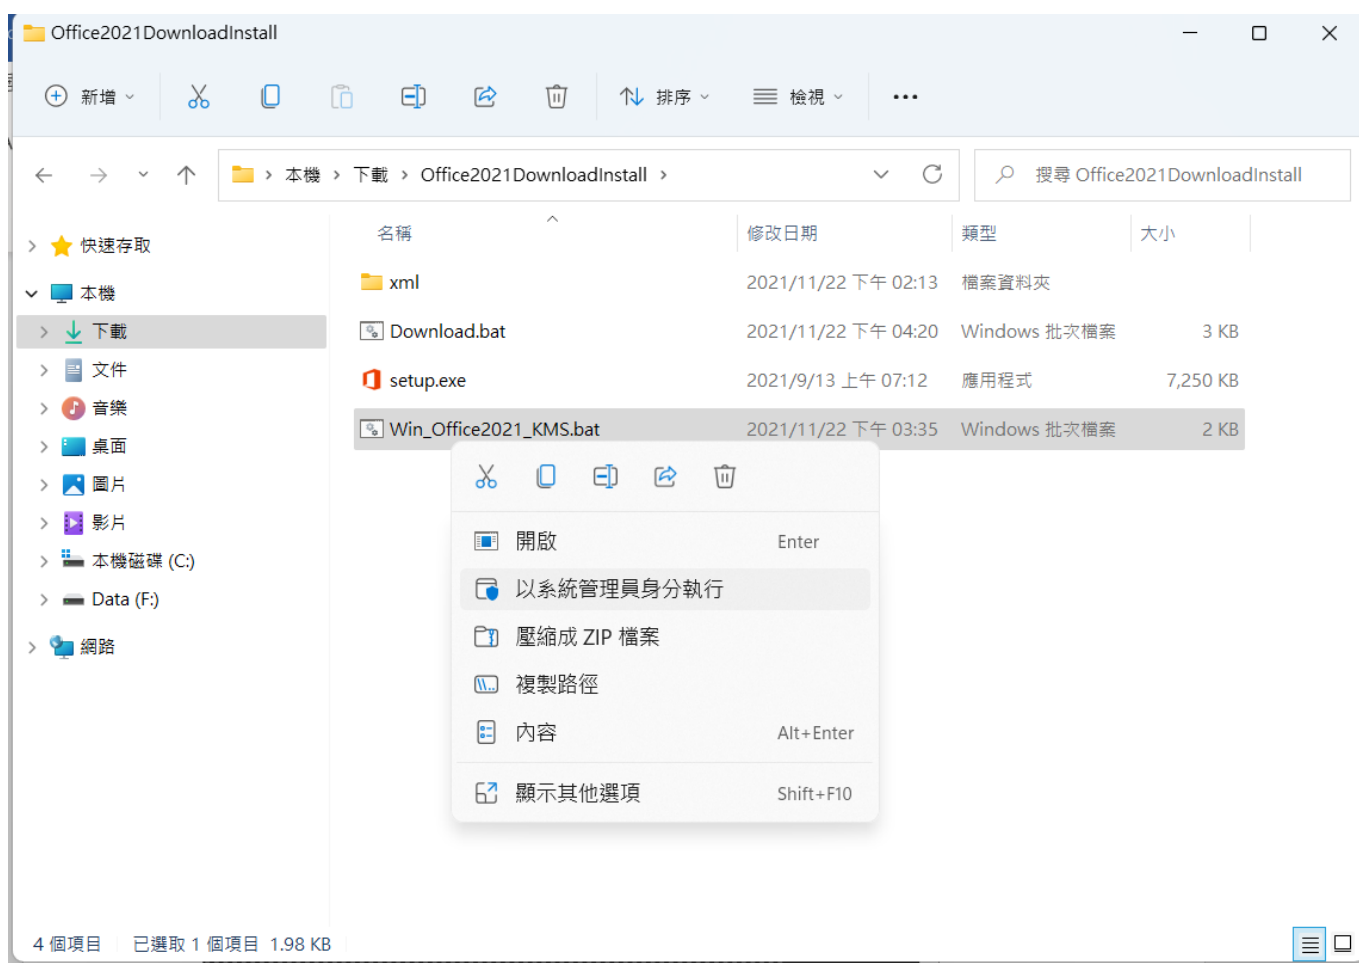 Office2021DownloadInstall
新增
排序
檢視
本機 下載 Office2021DownloadInstall
搜尋 Office2021DownloadInstall
名稱 修改日期 類型 大小
快速存取
本機
下載
文件
音樂
桌面
圖片
影片
本機磁碟 (C:)
Data (F:)
網路
xml 2021/11/22 下午 02:13 檔案資料夾
Download.bat 2021/11/22 下午 04:20 Windows 批次檔案 3 KB
setup.exe 2021/9/13 上午 07:12 應用程式 7,250 KB
Win_Office2021_KMS.bat 2021/11/22 下午 03:35 Windows 批次檔案 2 KB
開啟 Enter
以系統管理員身分執行
壓縮成 ZIP 檔案
複製路徑
內容 Alt+Enter
顯示其他選項 Shift+F10
4 個項目 已選取 1 個項目 1.98 KB